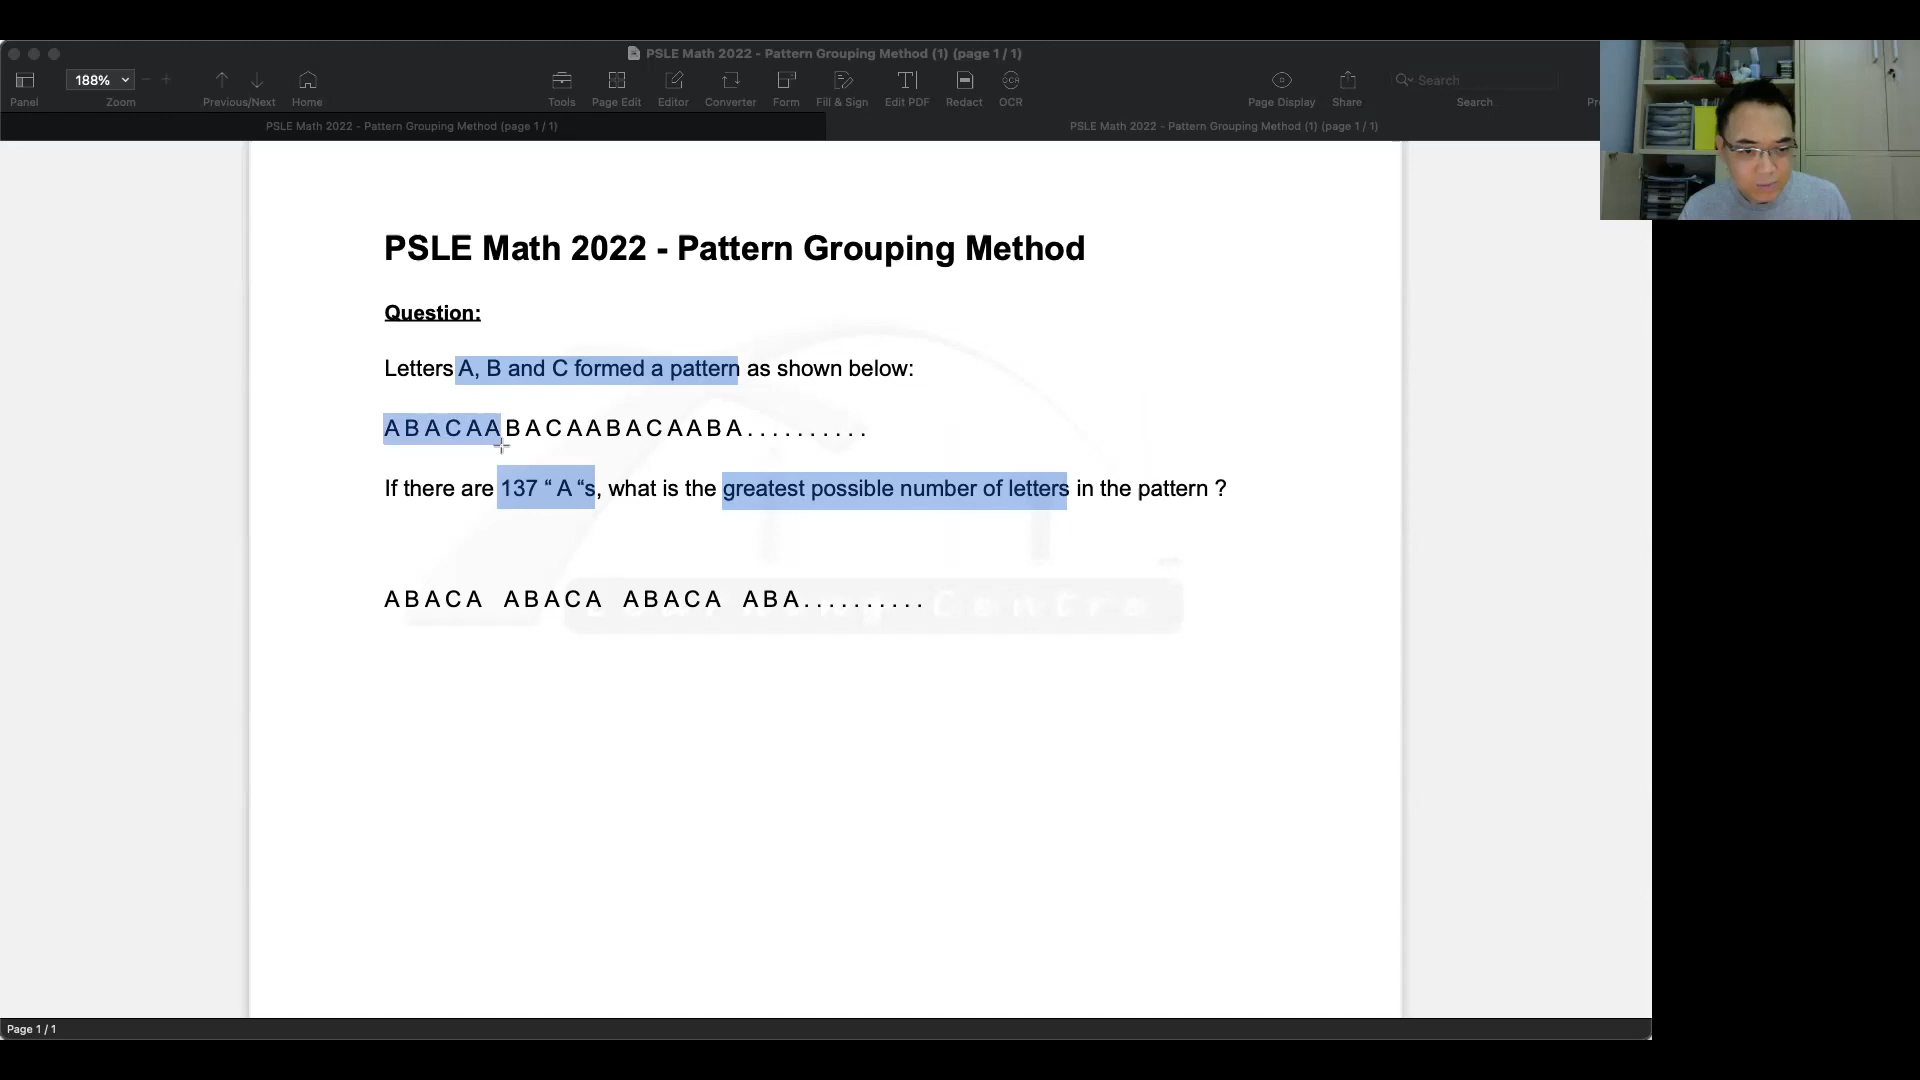 PSLE Math 2022 - Pattern Grouping Method (1) (page 1 / 1)
188%
Search
Panel
Zoom
Previous/Next
Home
Tools
Page Edit
Editor
Converter
Form
Fill & Sign
Edit PDF
Redact
OCR
Page Display
Share
Search
PSLE Math 2022 - Pattern Grouping Method (page 1 / 1)
PSLE Math 2022 - Pattern Grouping Method (1) (page 1 / 1)
PSLE Math 2022 - Pattern Grouping Method
Question:
Letters A, B and C formed a pattern as shown below:
A B A C A A B A C A A B A C A A B A . . . . . . . . . .
If there are 137 “ A “s, what is the greatest possible number of letters in the pattern ?
A B A C A A B A C A A B A C A A B A . . . . . . . . . .
Centre
Page 1 / 1